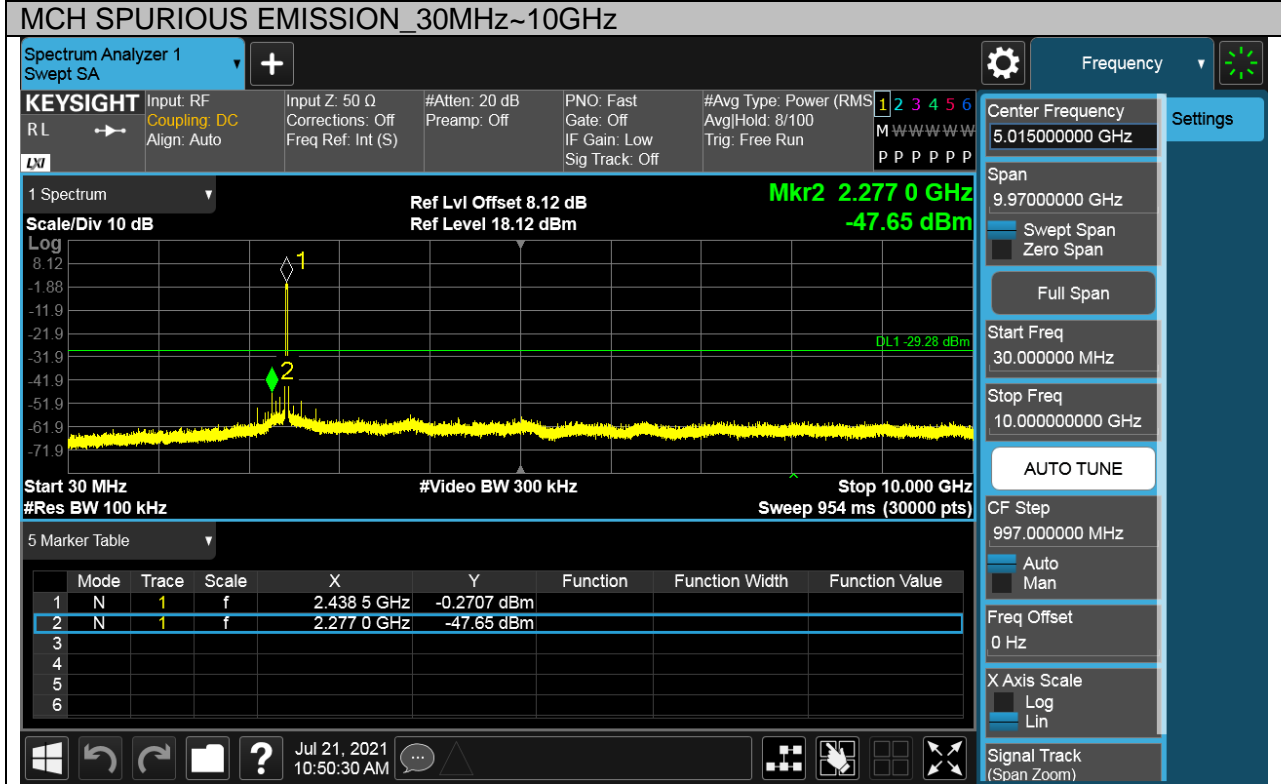 MCH SPURIOUS EMISSION_30MHz~10GHz
Spectrum Analyzer 1
Swept SA
+
Frequency
KEYSIGHT
RL
LXI
Input: RF
Coupling: DC
Align: Auto
Input Z: 50 Ω
Corrections: Off
Freq Ref: Int (S)
#Atten: 20 dB
Preamp: Off
PNO: Fast
Gate: Off
IF Gain: Low
Sig Track: Off
#Avg Type: Power (RMS
Avg|Hold: 8/100
Trig: Free Run
1 2 3 4 5 6
M W W W W W
P P P P P P
1 Spectrum
Scale/Div 10 dB
Ref Lvl Offset 8.12 dB
Ref Level 18.12 dBm
Mkr2 2.277 0 GHz
-47.65 dBm
Log
8.12
-1.88
-11.9
-21.9
-31.9
-41.9
-51.9
-61.9
-71.9
1
2
DL1 -29.28 dBm
Start 30 MHz
#Video BW 300 kHz
Stop 10.000 GHz
#Res BW 100 kHz
Sweep 954 ms (30000 pts)
5 Marker Table
Mode Trace Scale X Y Function Function Width Function Value
1 N 1 f 2.438 5 GHz -0.2707 dBm
2 N 1 f 2.277 0 GHz -47.65 dBm
3
4
5
6
Center Frequency
5.015000000 GHz
Settings
Span
9.97000000 GHz
Swept Span
Zero Span
Full Span
Start Freq
30.000000 MHz
Stop Freq
10.000000000 GHz
AUTO TUNE
CF Step
997.000000 MHz
Auto
Man
Freq Offset
0 Hz
X Axis Scale
Log
Lin
Signal Track
(Span Zoom)
?
Jul 21, 2021
10:50:30 AM